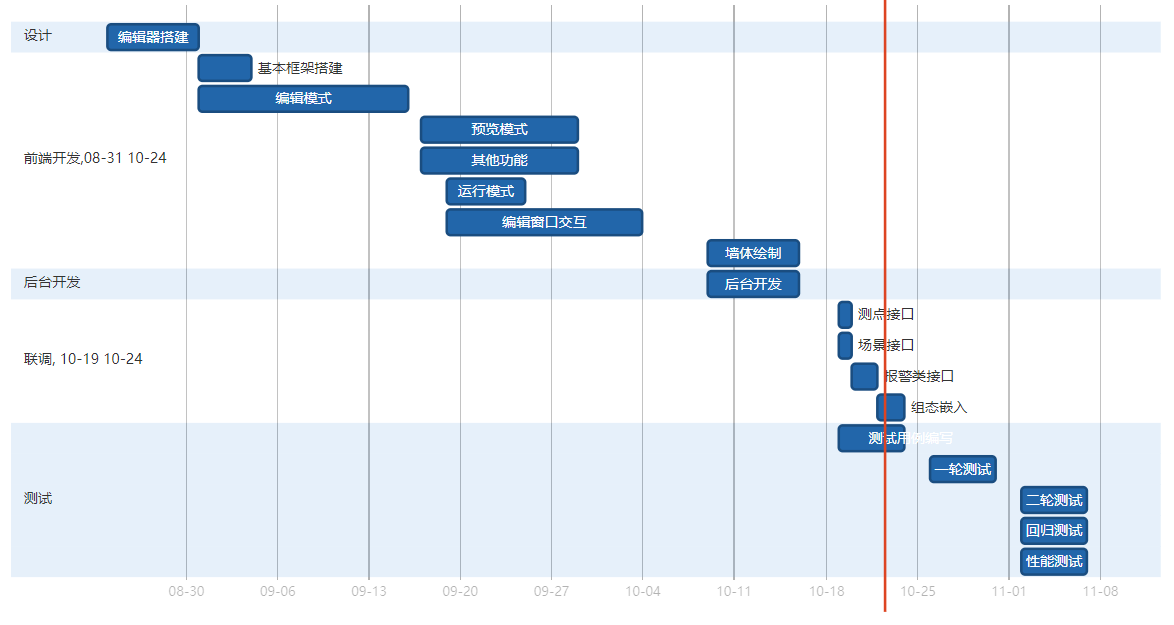 设计
编辑器搭建
基本框架搭建
编辑模式
预览模式
前端开发,08-31 10-24
其他功能
运行模式
编辑窗口交互
墙体绘制
后台开发
后台开发
测点接口
场景接口
联调, 10-19 10-24
报警类接口
组态嵌入
测试用例编写
一轮测试
测试
二轮测试
回归测试
性能测试
08-30 09-06 09-13 09-20 09-27 10-04 10-11 10-18 10-25 11-01 11-08